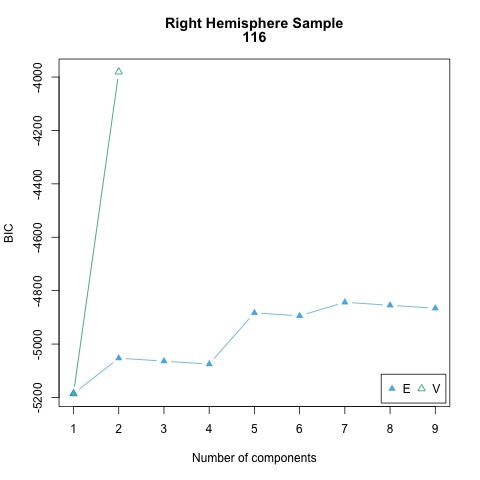 Right Hemisphere Sample
116
-4000
-4200
-4400
-4600
-4800
-5000
-5200
BIC
1 2 3 4 5 6 7 8 9
Number of components
E V